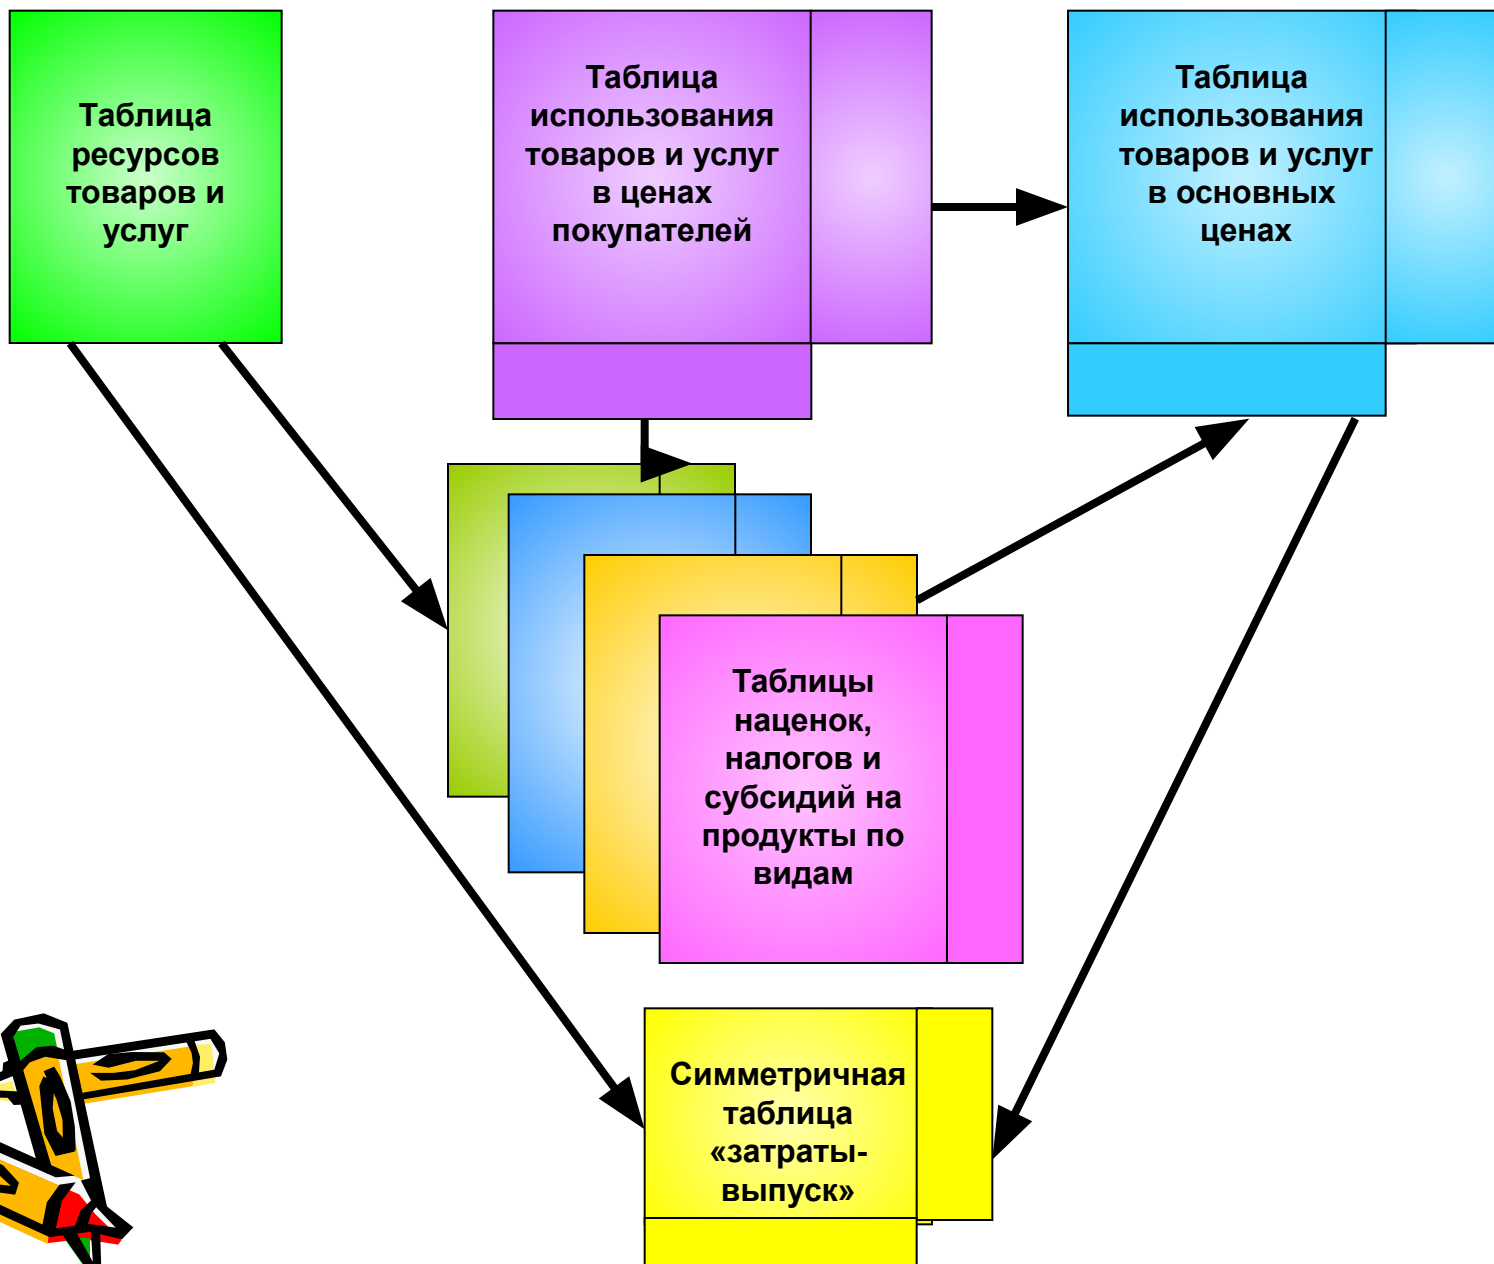 Таблица
ресурсов
товаров и
услуг
Таблица
использования
товаров и услуг
в ценах
покупателей
Таблица
использования
товаров и услуг
в основных
ценах
Таблицы
наценок,
налогов и
субсидий на
продукты по
видам
Симметричная
таблица
«затраты-
выпуск»